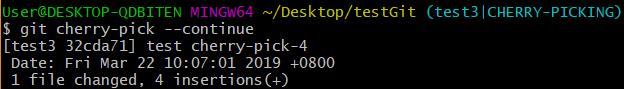 User@DESKTOP-QDBITEN MINGW64 ~/Desktop/testGit (test3|CHERRY-PICKING)
$ git cherry-pick --continue
[test3 32cda71] test cherry-pick-4
 Date: Fri Mar 22 10:07:01 2019 +0800
 1 file changed, 4 insertions(+)